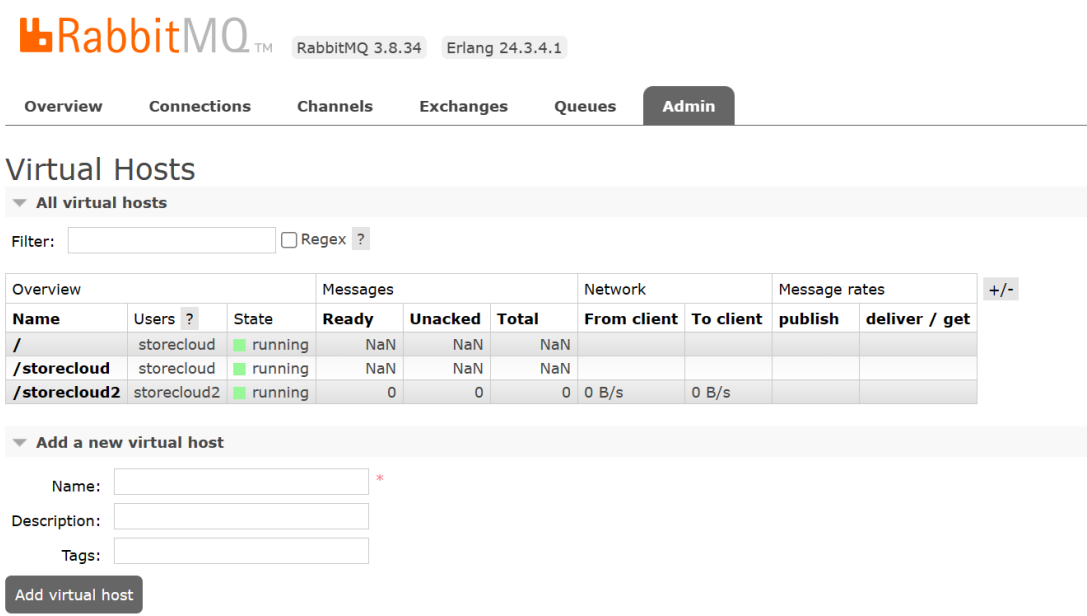 RabbitMQ TM RabbitMQ 3.8.34 Erlang 24.3.4.1
Overview Connections Channels Exchanges Queues Admin
Virtual Hosts
All virtual hosts
Filter: Regex ?
Overview Messages Network Message rates +/-
Name Users ? State Ready Unacked Total From client To client publish deliver / get
/ storecloud running NaN NaN NaN
/storecloud storecloud running NaN NaN NaN
/storecloud2 storecloud2 running 0 0 0 0 B/s 0 B/s
Add a new virtual host
Name: *
Description:
Tags:
Add virtual host